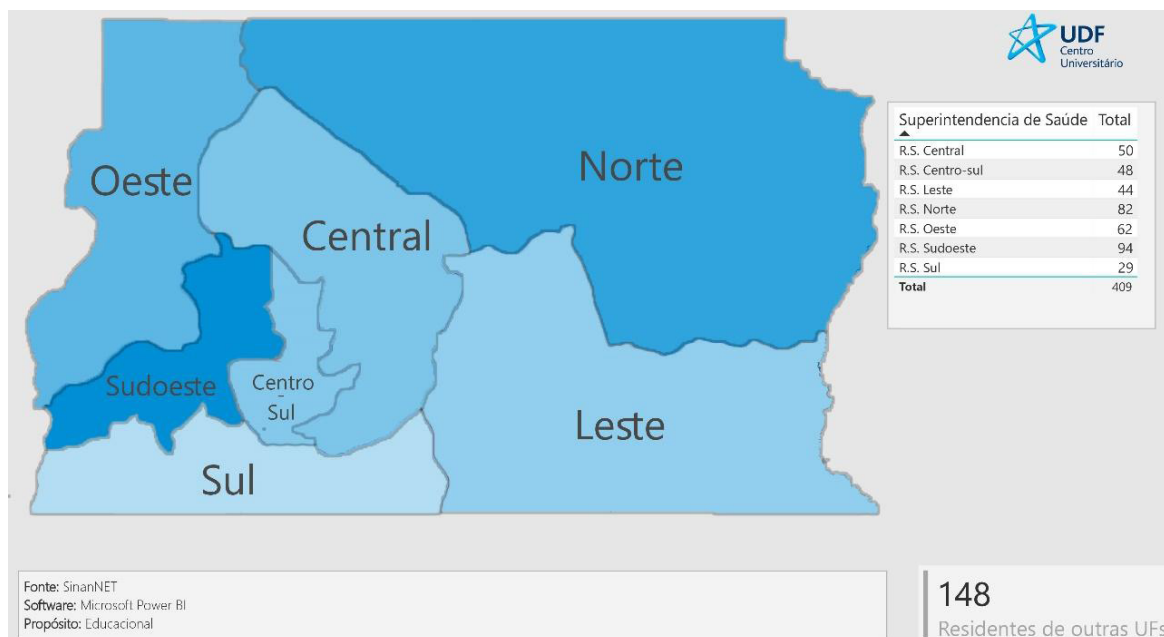 UDF
Centro
Universitário
Superintendencia de Saúde Total
R.S. Central 50
R.S. Centro-sul 48
R.S. Leste 44
R.S. Norte 82
R.S. Oeste 62
R.S. Sudoeste 94
R.S. Sul 29
Total 409
Norte
Oeste
Central
Sudoeste
Centro
-
Sul
Leste
Sul
Fonte: SinanNET
Software: Microsoft Power BI
Propósito: Educacional
148
Residentes de outras UFs